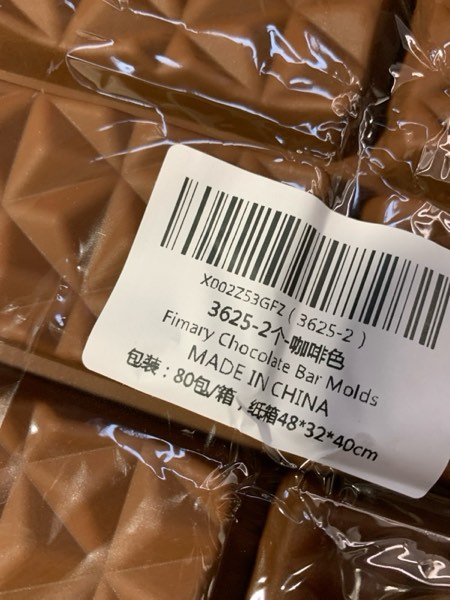 X002Z53GFZ ( 3625-2 )
3625-2个-咖啡色
Fimary Chocolate Bar Molds
MADE IN CHINA
包装：80包/箱，纸箱48*32*40cm